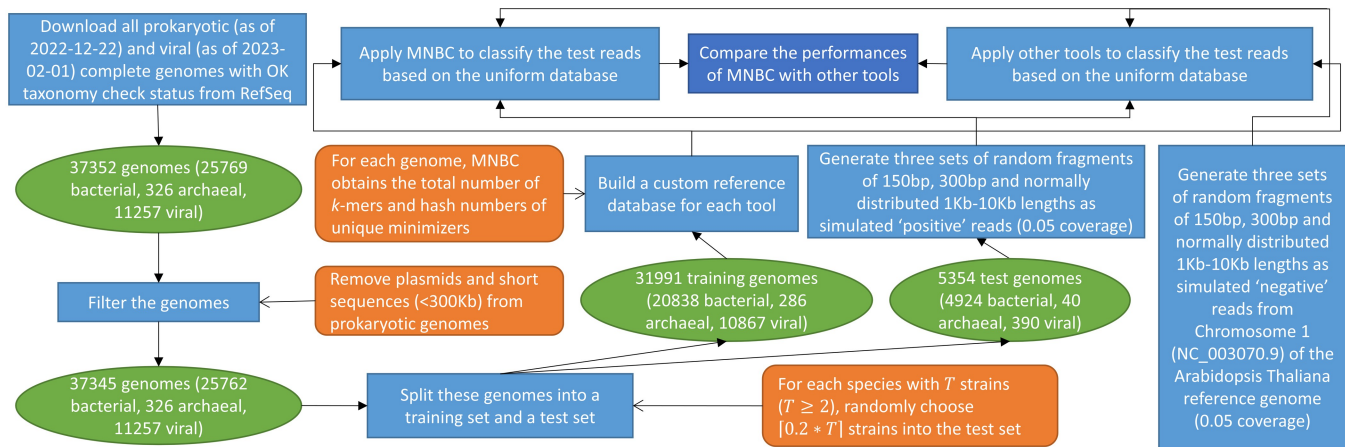 Download all prokaryotic (as of
2022-12-22) and viral (as of 2023-
02-01) complete genomes with OK
taxonomy check status from RefSeq
Apply MNBC to classify the test reads
based on the uniform database
Compare the performances
of MNBC with other tools
Apply other tools to classify the test reads
based on the uniform database
37352 genomes (25769
bacterial, 326 archaeal,
11257 viral)
For each genome, MNBC
obtains the total number of
k-mers and hash numbers of
unique minimizers
Build a custom reference
database for each tool
Generate three sets of random fragments
of 150bp, 300bp and normally
distributed 1Kb-10Kb lengths as
simulated ‘positive’ reads (0.05 coverage)
Generate three sets
of random fragments
of 150bp, 300bp and
normally distributed
1Kb-10Kb lengths as
simulated ‘negative’
reads from
Chromosome 1
(NC_003070.9) of the
Arabidopsis Thaliana
reference genome
(0.05 coverage)
Filter the genomes
Remove plasmids and short
sequences (<300Kb) from
prokaryotic genomes
31991 training genomes
(20838 bacterial, 286
archaeal, 10867 viral)
5354 test genomes
(4924 bacterial, 40
archaeal, 390 viral)
37345 genomes (25762
bacterial, 326 archaeal,
11257 viral)
Split these genomes into a
training set and a test set
For each species with T strains
(T ≥ 2), randomly choose
⌈0.2 * T⌉ strains into the test set